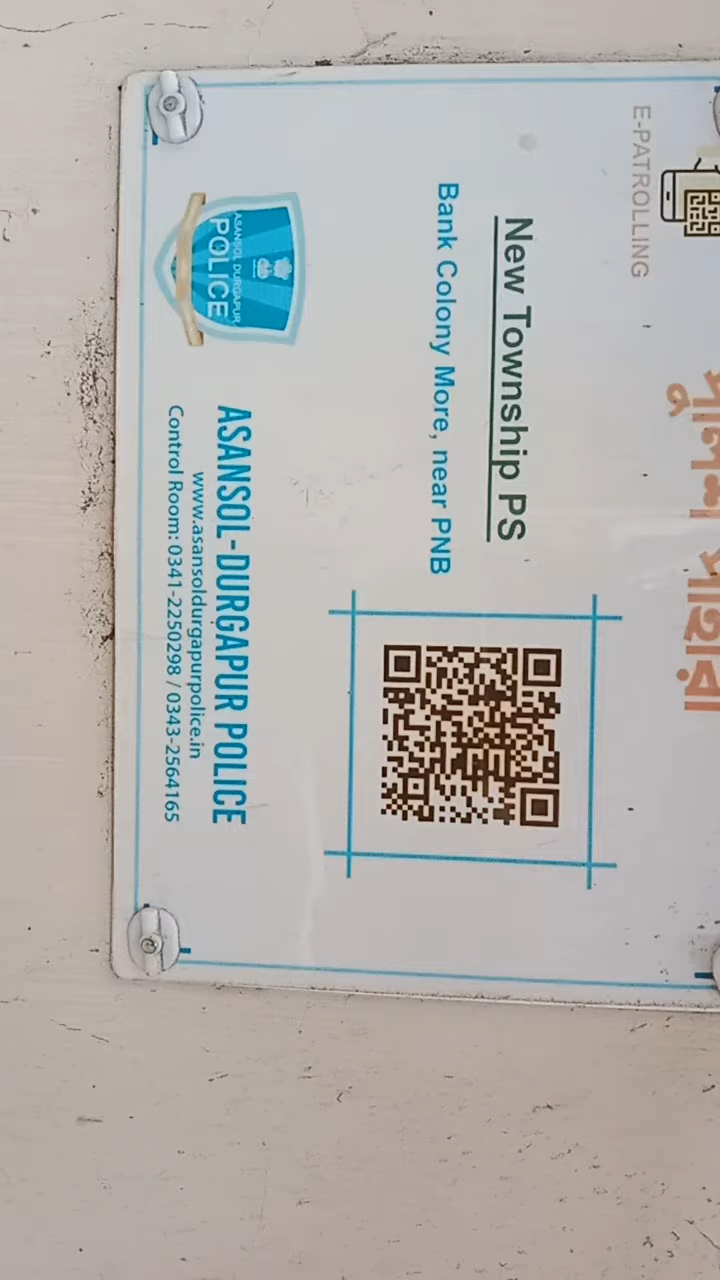 পুলিশ পাহারা
E-PATROLLING
New Township PS
Bank Colony More, near PNB
ASANSOL DURGAPUR
POLICE
ASANSOL-DURGAPUR POLICE
www.asansoldurgapurpolice.in
Control Room: 0341-2250298 / 0343-2564165